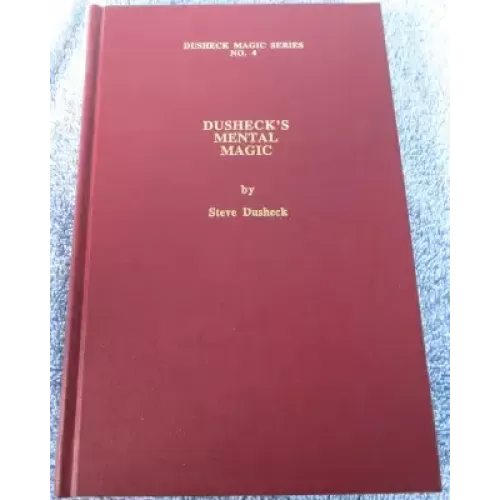 DUSHECK MAGIC SERIES
NO. 4
DUSHECK'S
MENTAL
MAGIC
by
Steve Dusheck